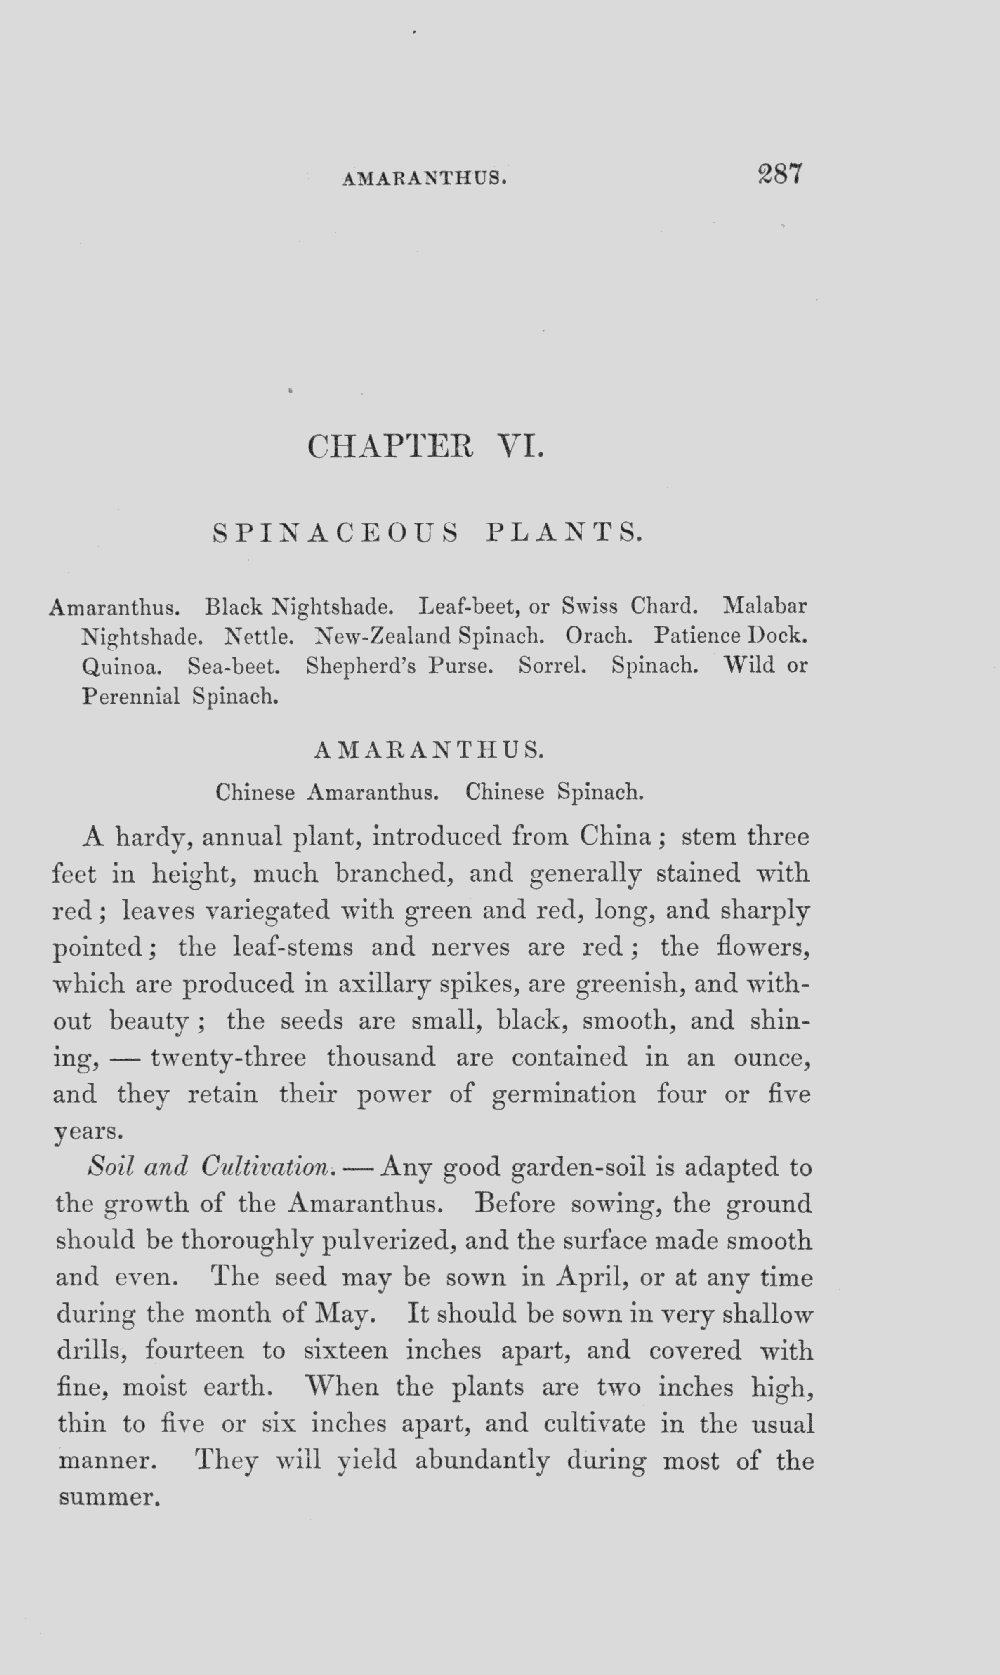 AMARANTHUS. 287
CHAPTER VI.
SPINACEOUS PLANTS.
Amaranthus. Black Nightshade. Leaf-beet, or Swiss Chard. Malabar
Nightshade. Nettle. New-Zealand Spinach. Orach. Patience Dock.
Quinoa. Sea-beet. Shepherd's Purse. Sorrel. Spinach. Wild or
Perennial Spinach.
AMARANTHUS.
Chinese Amaranthus. Chinese Spinach.
A hardy, annual plant, introduced from China; stem three
feet in height, much branched, and generally stained with
red; leaves variegated with green and red, long, and sharply
pointed; the leaf-stems and nerves are red; the flowers,
which are produced in axillary spikes, are greenish, and with-
out beauty; the seeds are small, black, smooth, and shin-
ing, — twenty-three thousand are contained in an ounce,
and they retain their power of germination four or five
years.
Soil and Cultivation. — Any good garden-soil is adapted to
the growth of the Amaranthus. Before sowing, the ground
should be thoroughly pulverized, and the surface made smooth
and even. The seed may be sown in April, or at any time
during the month of May. It should be sown in very shallow
drills, fourteen to sixteen inches apart, and covered with
fine, moist earth. When the plants are two inches high,
thin to five or six inches apart, and cultivate in the usual
manner. They will yield abundantly during most of the
summer.